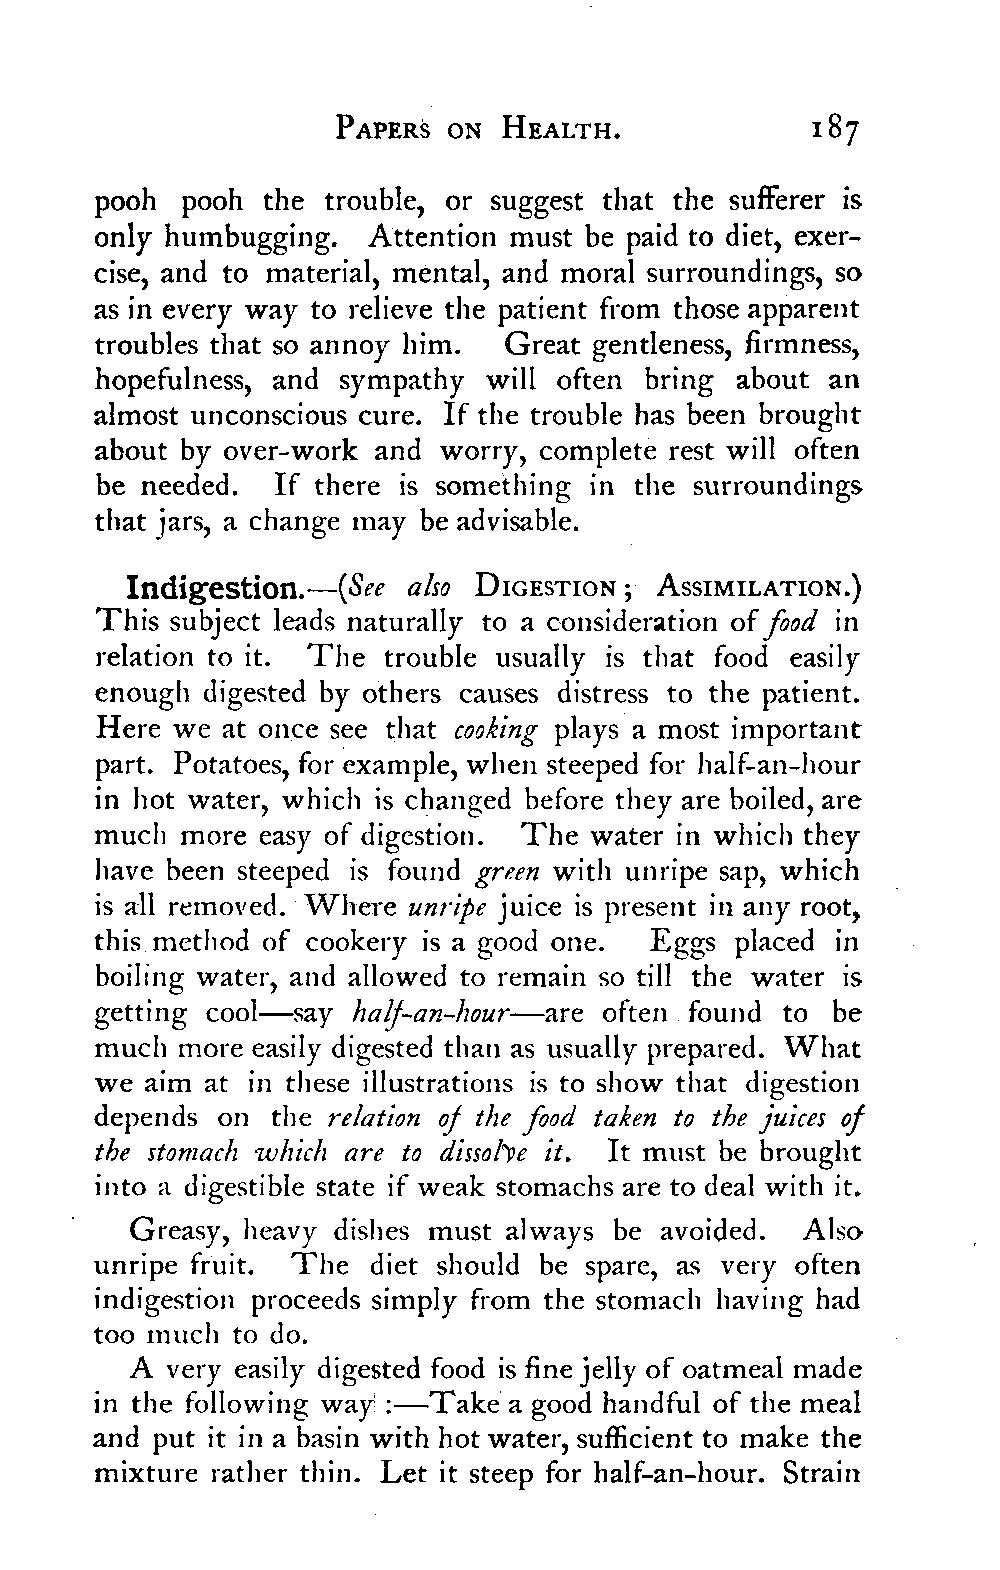 PAPERS ON HEALTH. 187
pooh pooh the trouble, or suggest that the sufferer is
only humbugging. Attention must be paid to diet, exer-
cise, and to material, mental, and moral surroundings, so
as in every way to relieve the patient from those apparent
troubles that so annoy him. Great gentleness, firmness,
hopefulness, and sympathy will often bring about an
almost unconscious cure. If the trouble has been brought
about by over-work and worry, complete rest will often
be needed. If there is something in the surroundings
that jars, a change may be advisable.
Indigestion.—(See also DIGESTION; ASSIMILATION.)
This subject leads naturally to a consideration of food in
relation to it. The trouble usually is that food easily
enough digested by others causes distress to the patient.
Here we at once see that cooking plays a most important
part. Potatoes, for example, when steeped for half-an-hour
in hot water, which is changed before they are boiled, are
much more easy of digestion. The water in which they
have been steeped is found green with unripe sap, which
is all removed. Where unripe juice is present in any root,
this method of cookery is a good one. Eggs placed in
boiling water, and allowed to remain so till the water is
getting cool—say half-an-hour—are often found to be
much more easily digested than as usually prepared. What
we aim at in these illustrations is to show that digestion
depends on the relation of the food taken to the juices of
the stomach which are to dissolve it. It must be brought
into a digestible state if weak stomachs are to deal with it.
Greasy, heavy dishes must always be avoided. Also
unripe fruit. The diet should be spare, as very often
indigestion proceeds simply from the stomach having had
too much to do.
A very easily digested food is fine jelly of oatmeal made
in the following way :—Take a good handful of the meal
and put it in a basin with hot water, sufficient to make the
mixture rather thin. Let it steep for half-an-hour. Strain